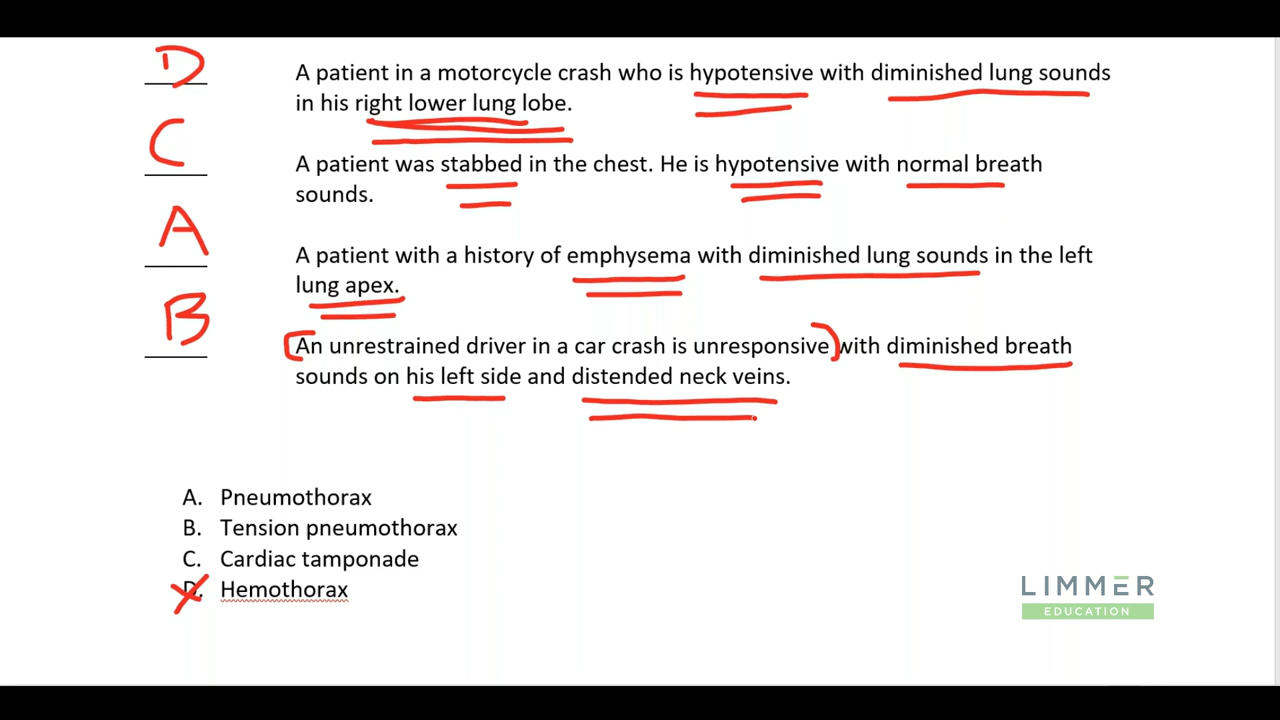 D
A patient in a motorcycle crash who is hypotensive with diminished lung sounds
in his right lower lung lobe.
C
A patient was stabbed in the chest. He is hypotensive with normal breath
sounds.
A
A patient with a history of emphysema with diminished lung sounds in the left
lung apex.
B
An unrestrained driver in a car crash is unresponsive with diminished breath
sounds on his left side and distended neck veins.
A. Pneumothorax
B. Tension pneumothorax
C. Cardiac tamponade
D. Hemothorax
LIMMER
EDUCATION